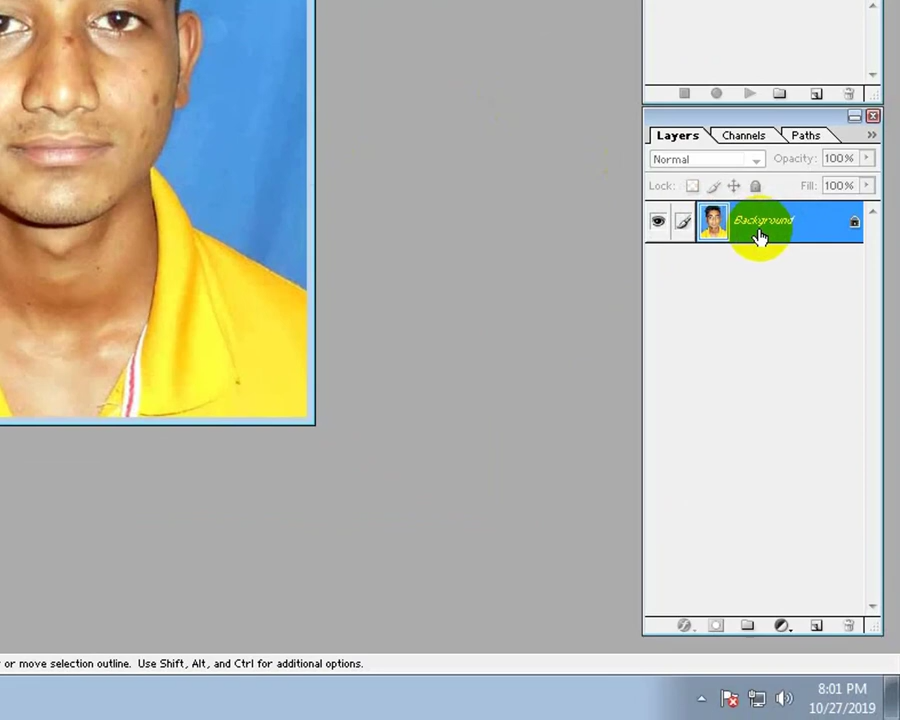 Layers Channels Paths
Normal Opacity: 100%
Lock: Fill: 100%
Background
or move selection outline. Use Shift, Alt, and Ctrl for additional options.
8:01 PM
10/27/2019